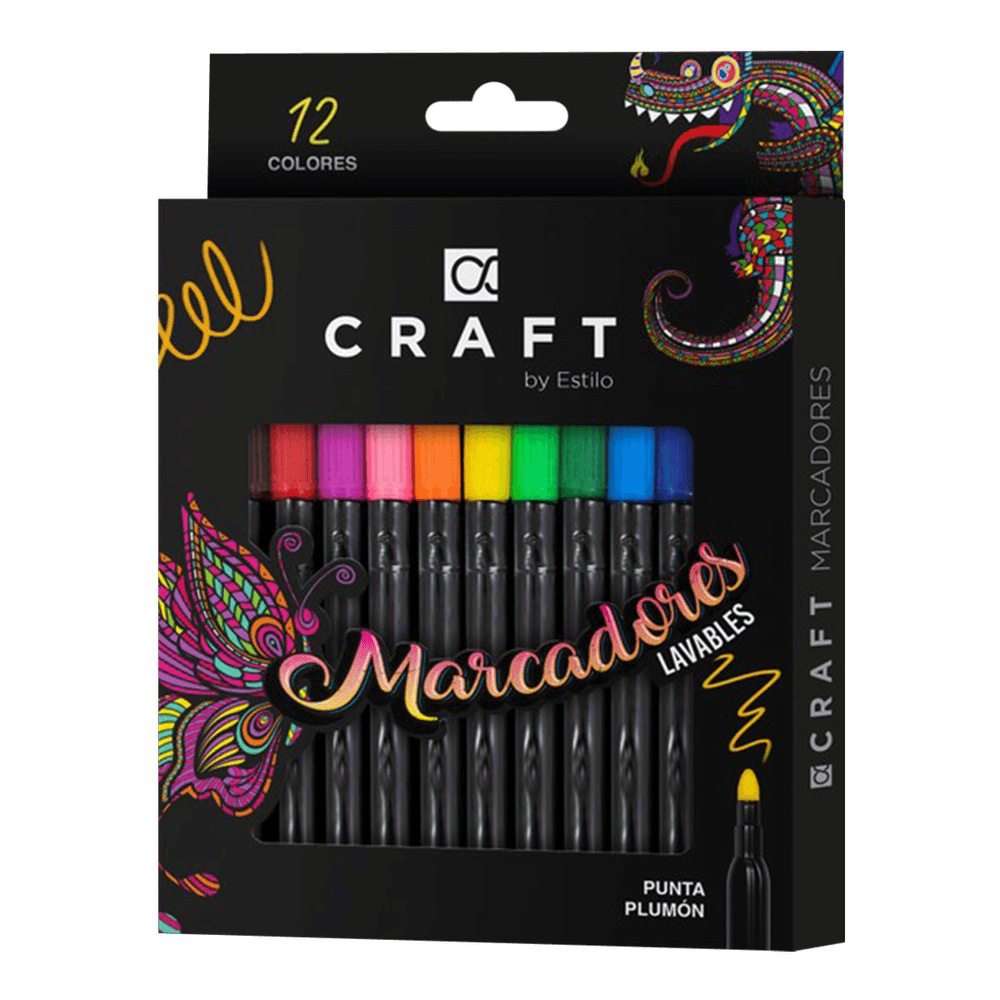 12
COLORES
CRAFT
by Estilo
Marcadores
LAVABLES
PUNTA
PLUMÓN
CRAFT MARCADORES